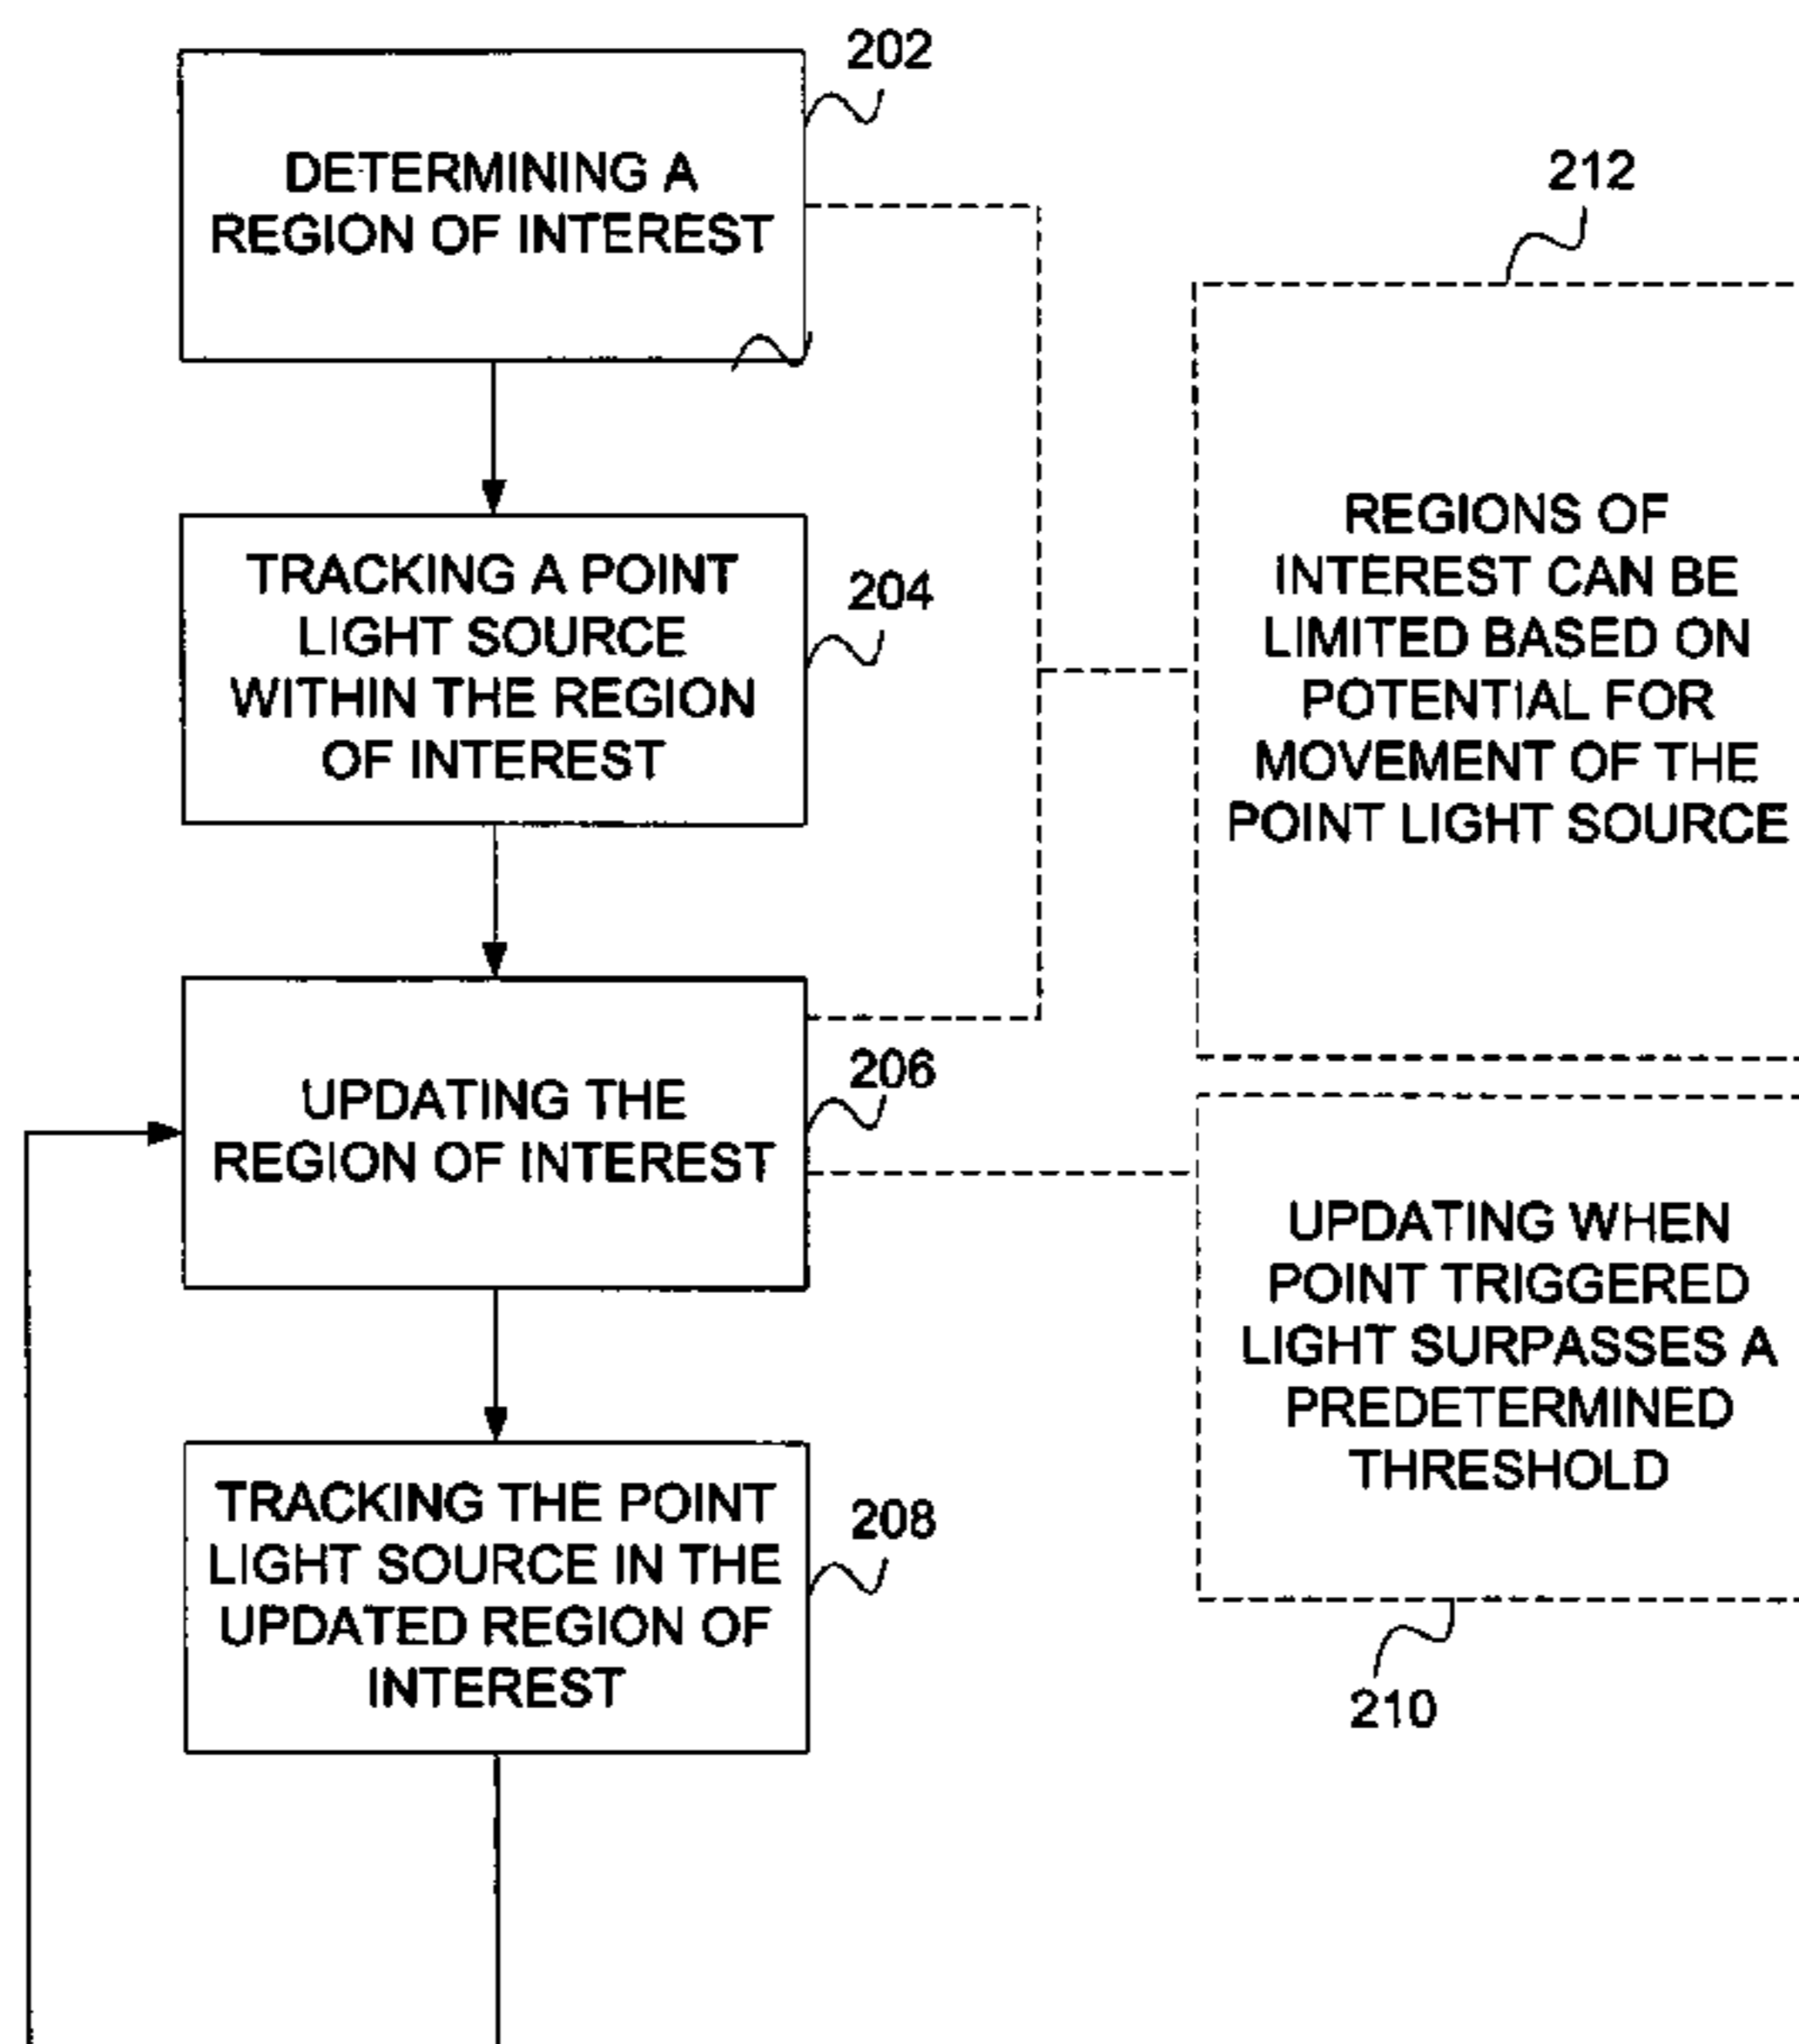 202
DETERMINING A
REGION OF INTEREST
212
TRACKING A POINT
LIGHT SOURCE
WITHIN THE REGION
OF INTEREST
204
REGIONS OF
INTEREST CAN BE
LIMITED BASED ON
POTENTIAL FOR
MOVEMENT OF THE
POINT LIGHT SOURCE
206
UPDATING THE
REGION OF INTEREST
UPDATING WHEN
POINT TRIGGERED
LIGHT SURPASSES A
PREDETERMINED
THRESHOLD
TRACKING THE POINT
LIGHT SOURCE IN THE
UPDATED REGION OF
INTEREST
208
210